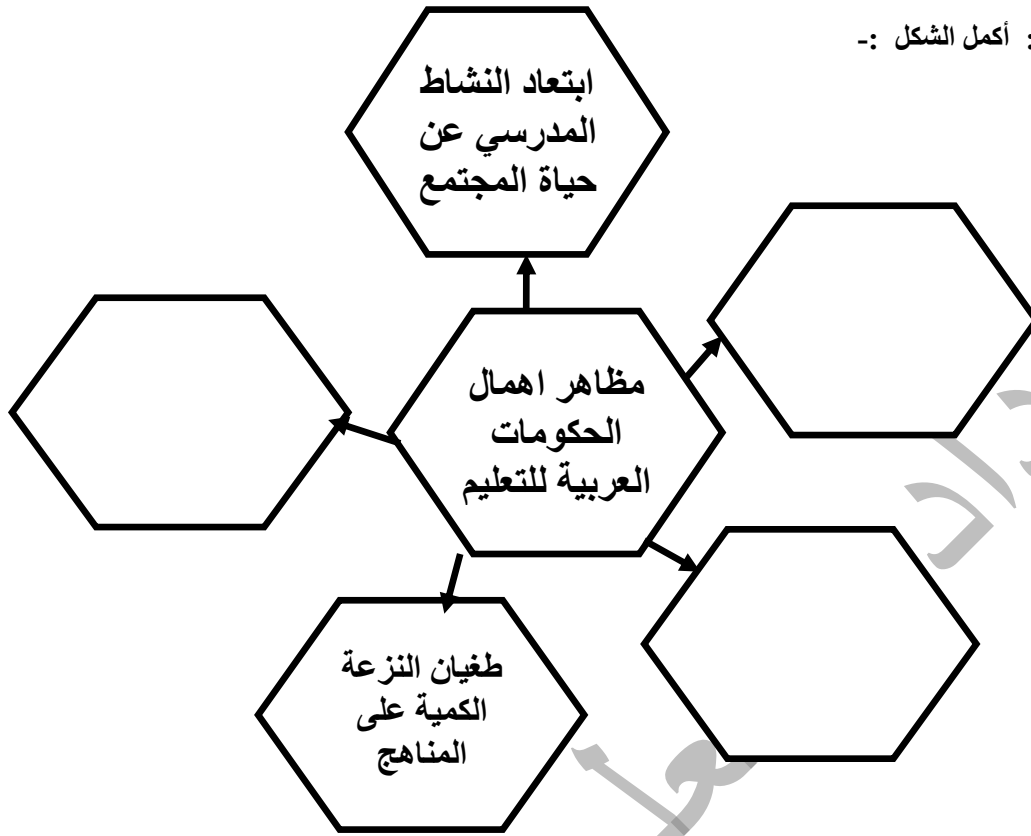 : أكمل الشكل :-
ابتعاد النشاط
المدرسي عن
حياة المجتمع
مظاهر اهمال
الحكومات
العربية للتعليم
طغيان النزعة
الكمية على
المناهج